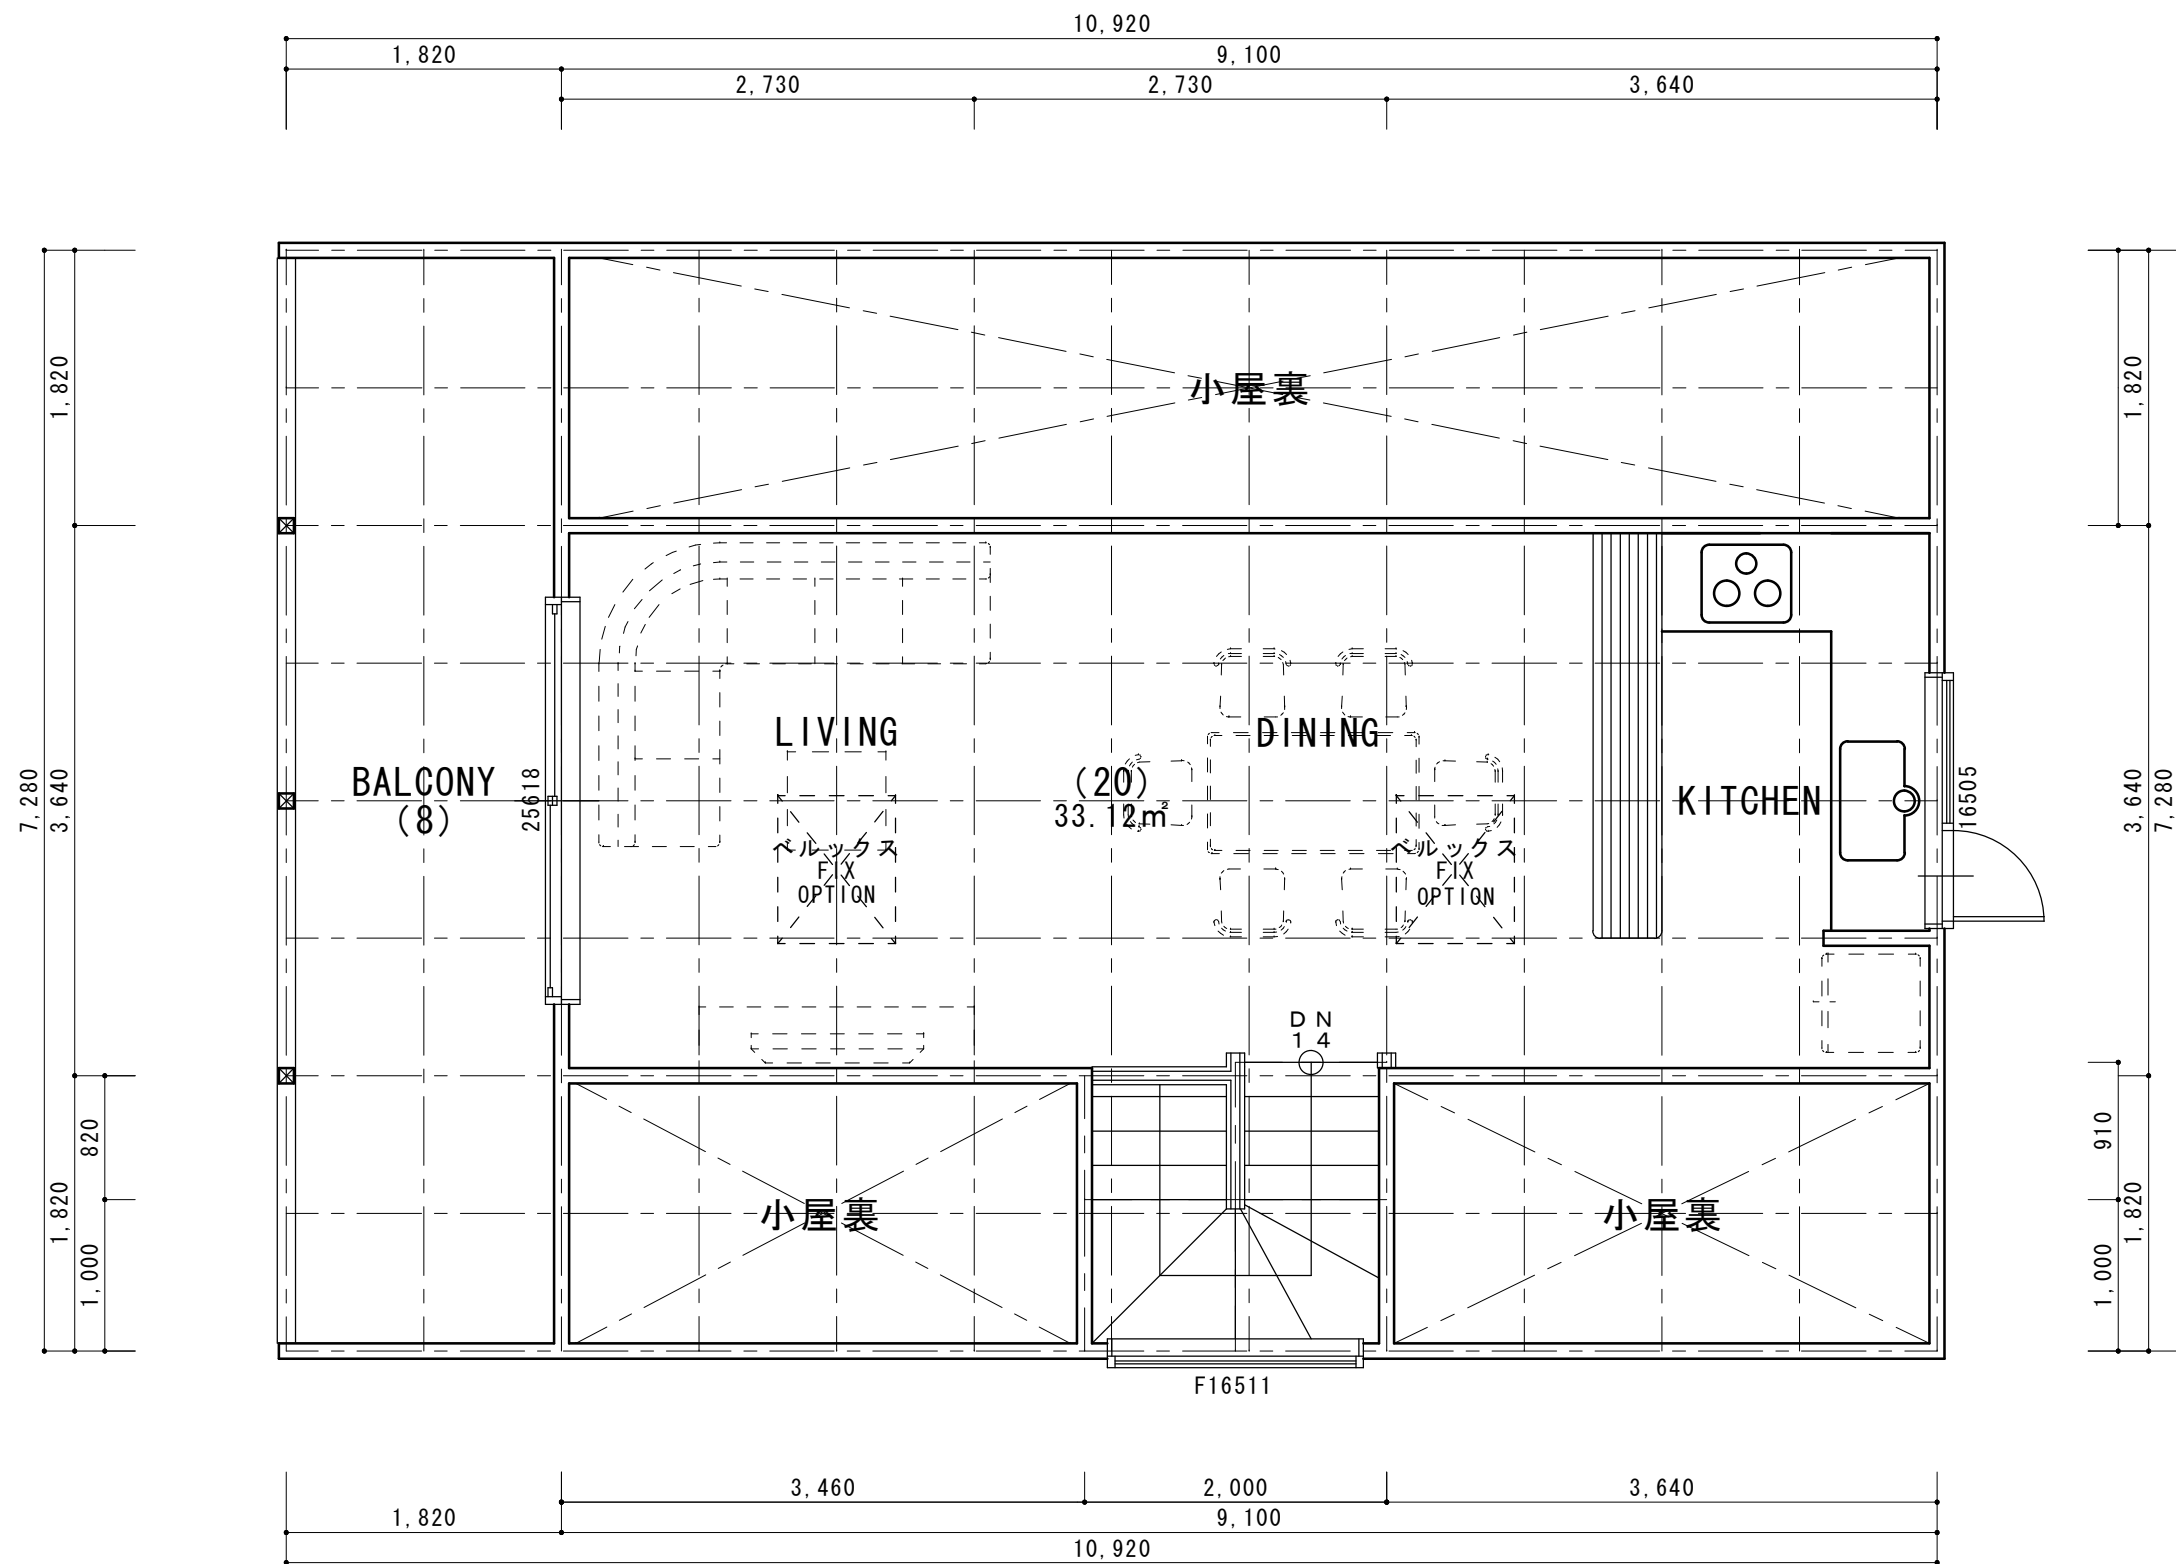 10,920
1,820
9,100
2,730
2,730
3,640
7,280
1,820
3,640
1,820
820
1,000
1,820
3,640
7,280
910
1,820
1,000
小屋裏
LIVING
DINING
BALCONY
(8)
25618
(20)
33.12㎡
KITCHEN
16505
ベルックス
FIX
OPTION
ベルックス
FIX
OPTION
DN
14
小屋裏
小屋裏
F16511
3,460
2,000
3,640
1,820
9,100
10,920